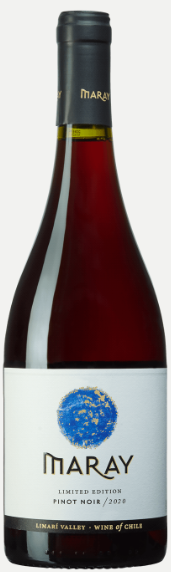 MARAY
MARAY
LIMITED EDITION
PINOT NOIR / 2020
LIMARÍ VALLEY · WINE of CHILE